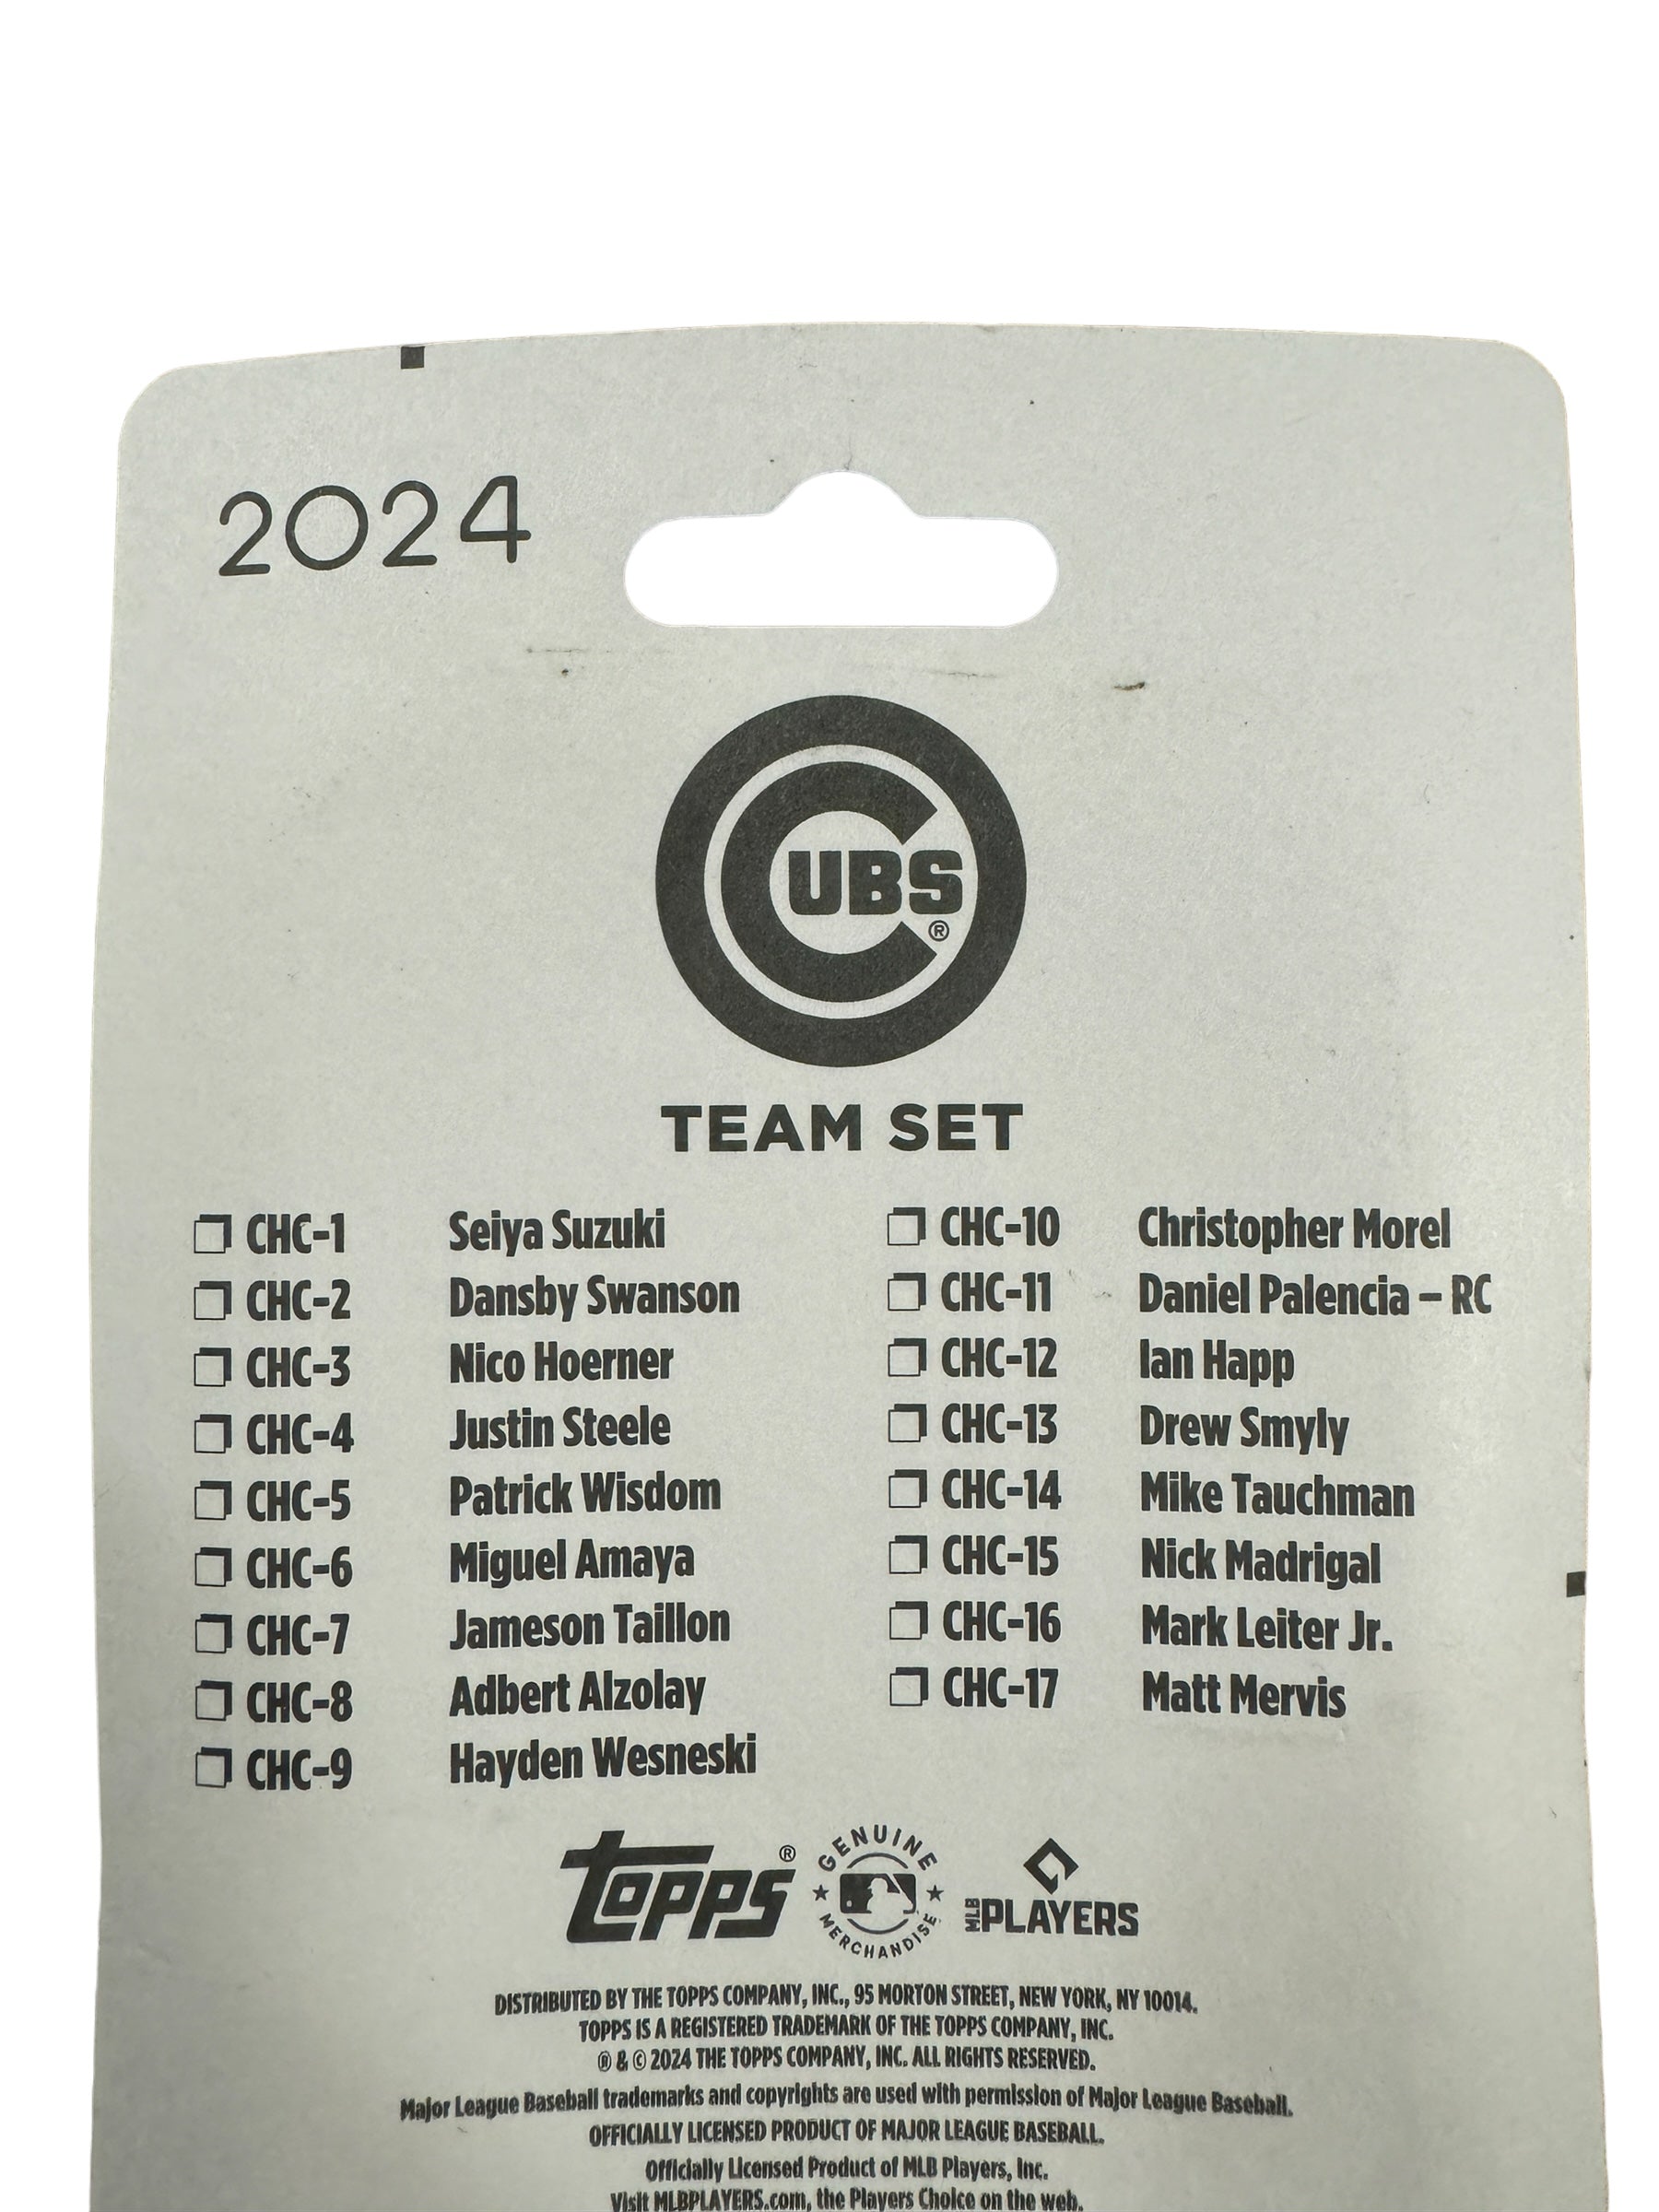 2024
CUBS®
TEAM SET
CHC-1 Seiya Suzuki
CHC-2 Dansby Swanson
CHC-3 Nico Hoerner
CHC-4 Justin Steele
CHC-5 Patrick Wisdom
CHC-6 Miguel Amaya
CHC-7 Jameson Taillon
CHC-8 Adbert Alzolay
CHC-9 Hayden Wesneski
CHC-10 Christopher Morel
CHC-11 Daniel Palencia – RC
CHC-12 Ian Happ
CHC-13 Drew Smyly
CHC-14 Mike Tauchman
CHC-15 Nick Madrigal
CHC-16 Mark Leiter Jr.
CHC-17 Matt Mervis
topps®
GENUINE
MERCHANDISE
MLB PLAYERS
DISTRIBUTED BY THE TOPPS COMPANY, INC., 95 MORTON STREET, NEW YORK, NY 10014.
TOPPS IS A REGISTERED TRADEMARK OF THE TOPPS COMPANY, INC.
® & © 2024 THE TOPPS COMPANY, INC. ALL RIGHTS RESERVED.
Major League Baseball trademarks and copyrights are used with permission of Major League Baseball.
OFFICIALLY LICENSED PRODUCT OF MAJOR LEAGUE BASEBALL.
Officially Licensed Product of MLB Players, Inc.
Visit MLBPLAYERS.com, the Players Choice on the web.